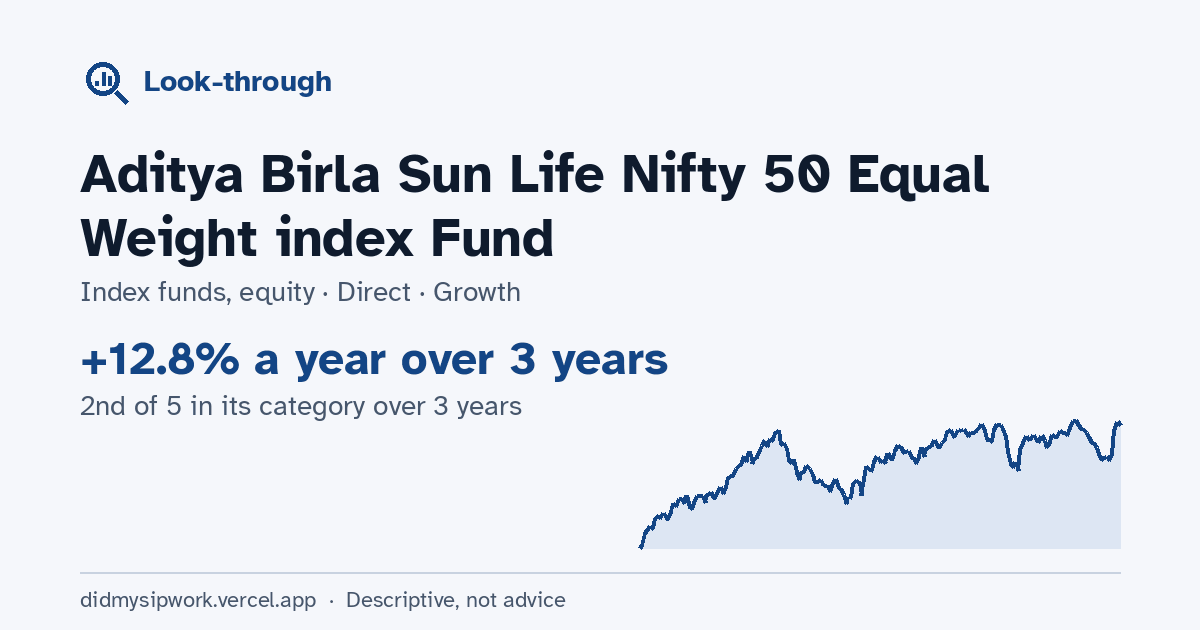 Look-through
Aditya Birla Sun Life Nifty 50 Equal
Weight index Fund
Index funds, equity · Direct · Growth
+12.8% a year over 3 years
2nd of 5 in its category over 3 years
didmysipwork.vercel.app · Descriptive, not advice